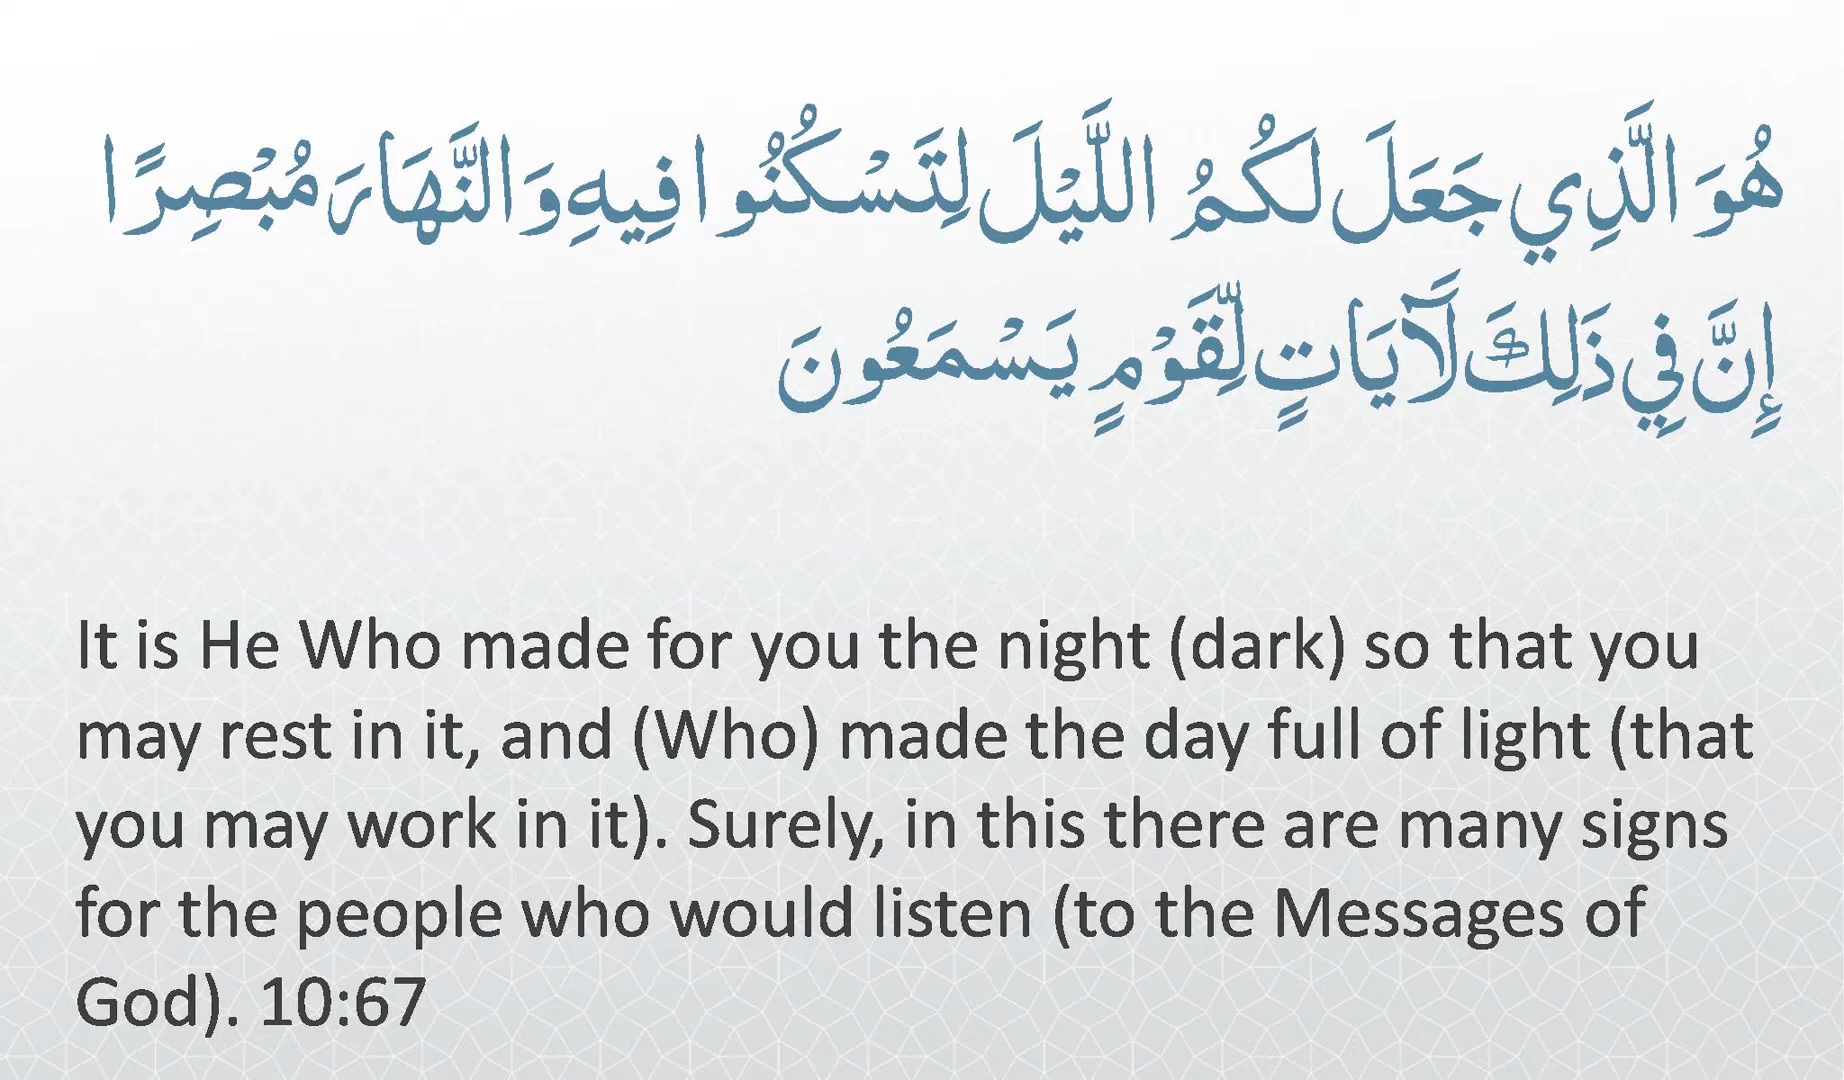 هُوَ الَّذِي جَعَلَ لَكُمُ اللَّيْلَ لِتَسْكُنُوا فِيهِ وَالنَّهَارَ مُبْصِرًا
إِنَّ فِي ذَلِكَ لَآيَاتٍ لِّقَوْمٍ يَسْمَعُونَ
It is He Who made for you the night (dark) so that you
may rest in it, and (Who) made the day full of light (that
you may work in it). Surely, in this there are many signs
for the people who would listen (to the Messages of
God). 10:67